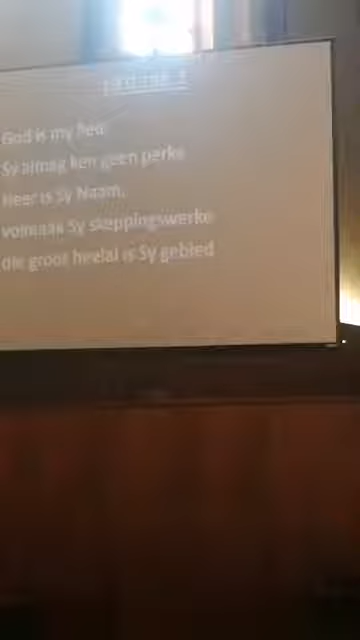 God is my lied
Sy almag ken geen perke
Heer is Sy Naam,
volmaak Sy skeppingswerke
die groot heelal is Sy gebied